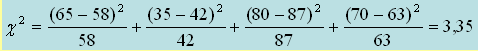 χ² = (65 − 58)²/58 + (35 − 42)²/42 + (80 − 87)²/87 + (70 − 63)²/63 = 3,35